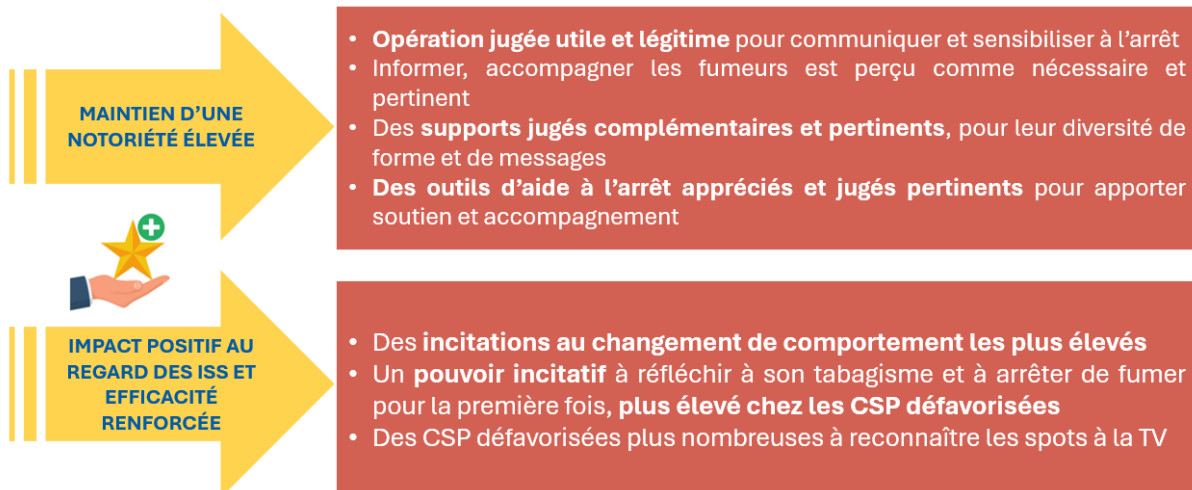 MAINTIEN D’UNE
NOTORIÉTÉ ÉLEVÉE
• Opération jugée utile et légitime pour communiquer et sensibiliser à l’arrêt
• Informer, accompagner les fumeurs est perçu comme nécessaire et
pertinent
• Des supports jugés complémentaires et pertinents, pour leur diversité de
forme et de messages
• Des outils d’aide à l’arrêt appréciés et jugés pertinents pour apporter
soutien et accompagnement
IMPACT POSITIF AU
REGARD DES ISS ET
EFFICACITÉ
RENFORCÉE
• Des incitations au changement de comportement les plus élevés
• Un pouvoir incitatif à réfléchir à son tabagisme et à arrêter de fumer
pour la première fois, plus élevé chez les CSP défavorisées
• Des CSP défavorisées plus nombreuses à reconnaître les spots à la TV